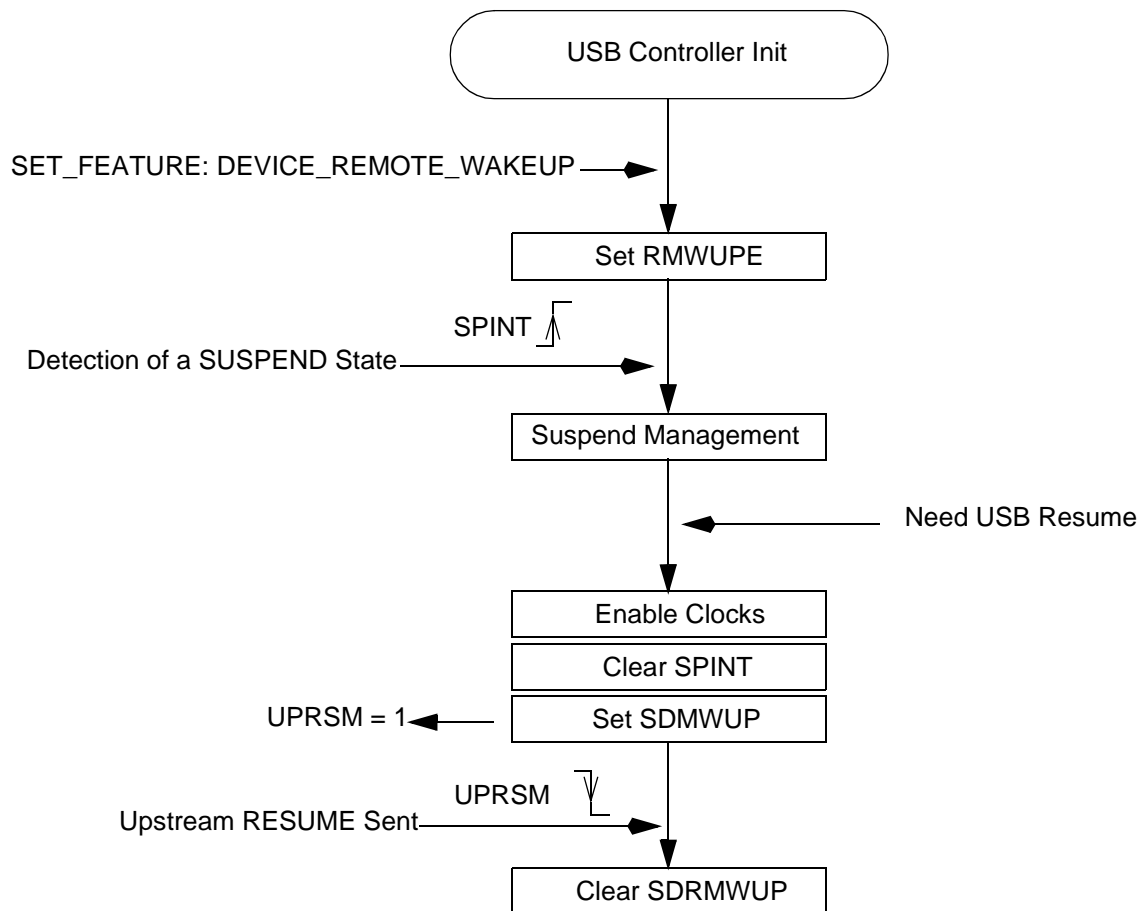 USB Controller Init
SET_FEATURE: DEVICE_REMOTE_WAKEUP
Set RMWUPE
SPINT
Detection of a SUSPEND State
Suspend Management
Need USB Resume
Enable Clocks
Clear SPINT
UPRSM = 1
Set SDMWUP
UPRSM
Upstream RESUME Sent
Clear SDRMWUP